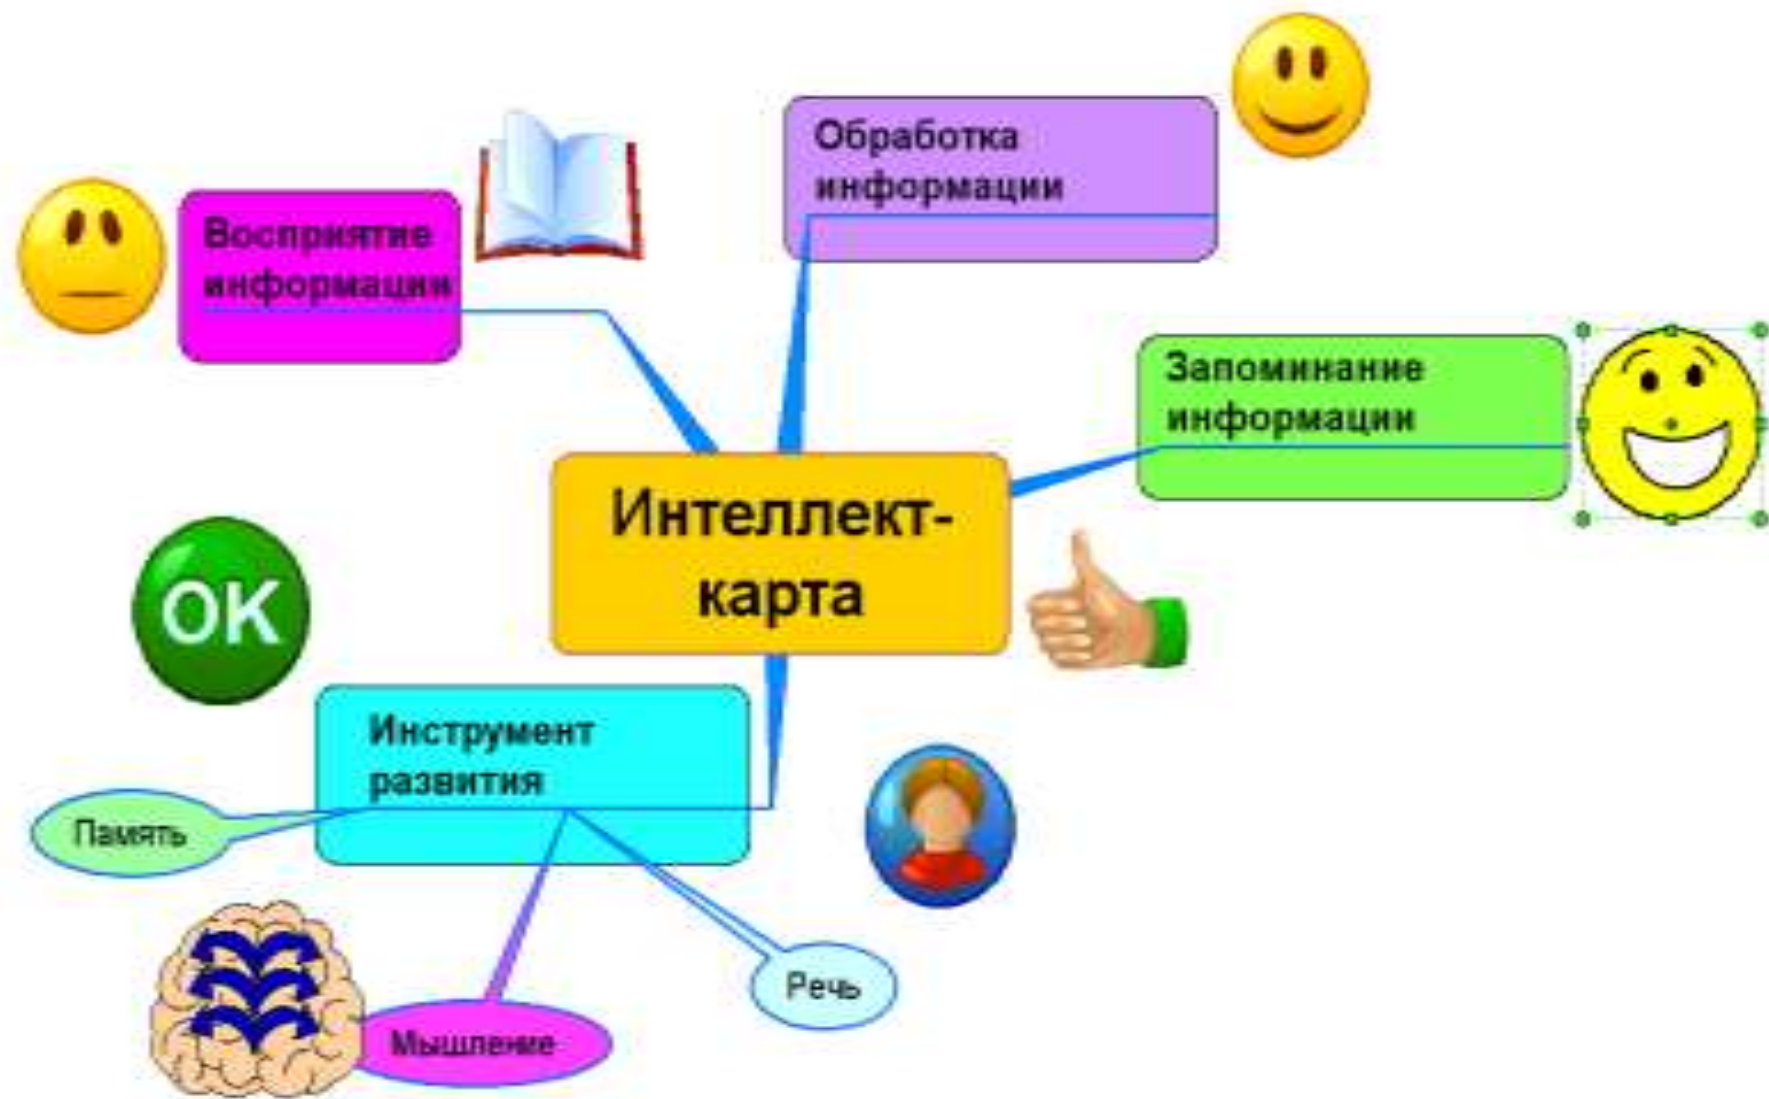 Обработка
информации
Восприятие
информации
Запоминание
информации
Интеллект-
карта
OK
Инструмент
развития
Память
Речь
Мышление